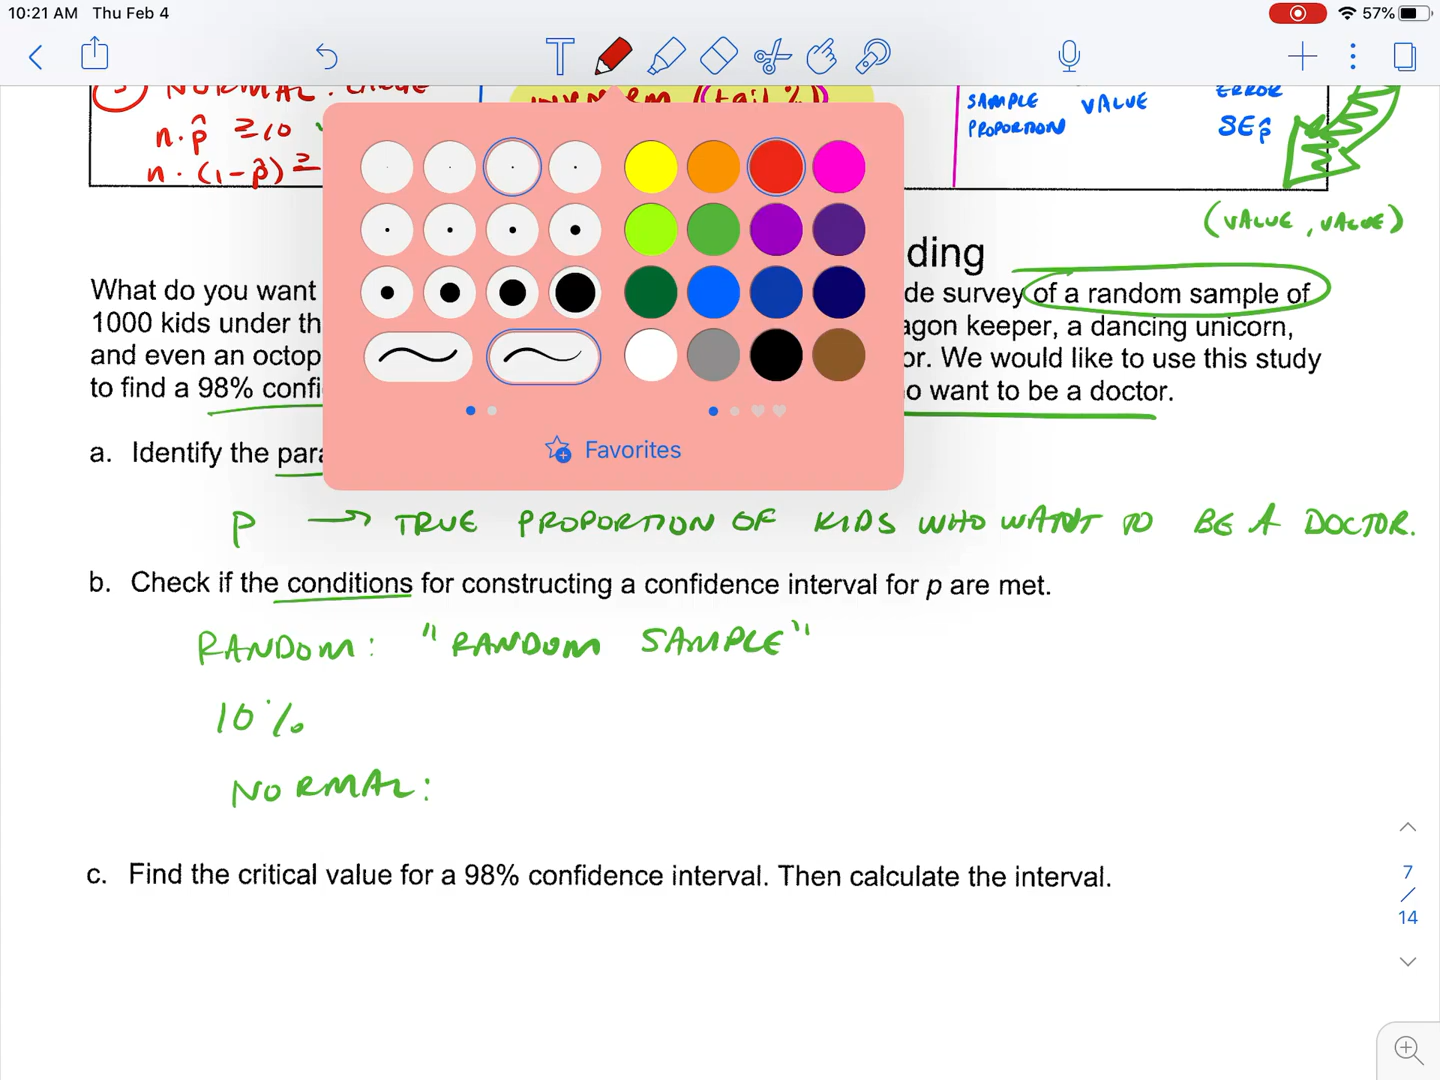 10:21 AM Thu Feb 4
57%
NORMAL:
n·p̂ ≥10
n·(1-p̂) ≥
invNorm (tail %)
SAMPLE
PROPORTION
VALUE
ERROR
SEp̂
(VALUE, VALUE)
ding
What do you want
de survey of a random sample of
1000 kids under th
agon keeper, a dancing unicorn,
and even an octop
or. We would like to use this study
to find a 98% confi
o want to be a doctor.
Favorites
a. Identify the para
p → TRUE PROPORTION OF KIDS WHO WANT TO BE A DOCTOR.
b. Check if the conditions for constructing a confidence interval for p are met.
RANDOM: "RANDOM SAMPLE"
10%
NORMAL:
c. Find the critical value for a 98% confidence interval. Then calculate the interval.
7
/
14